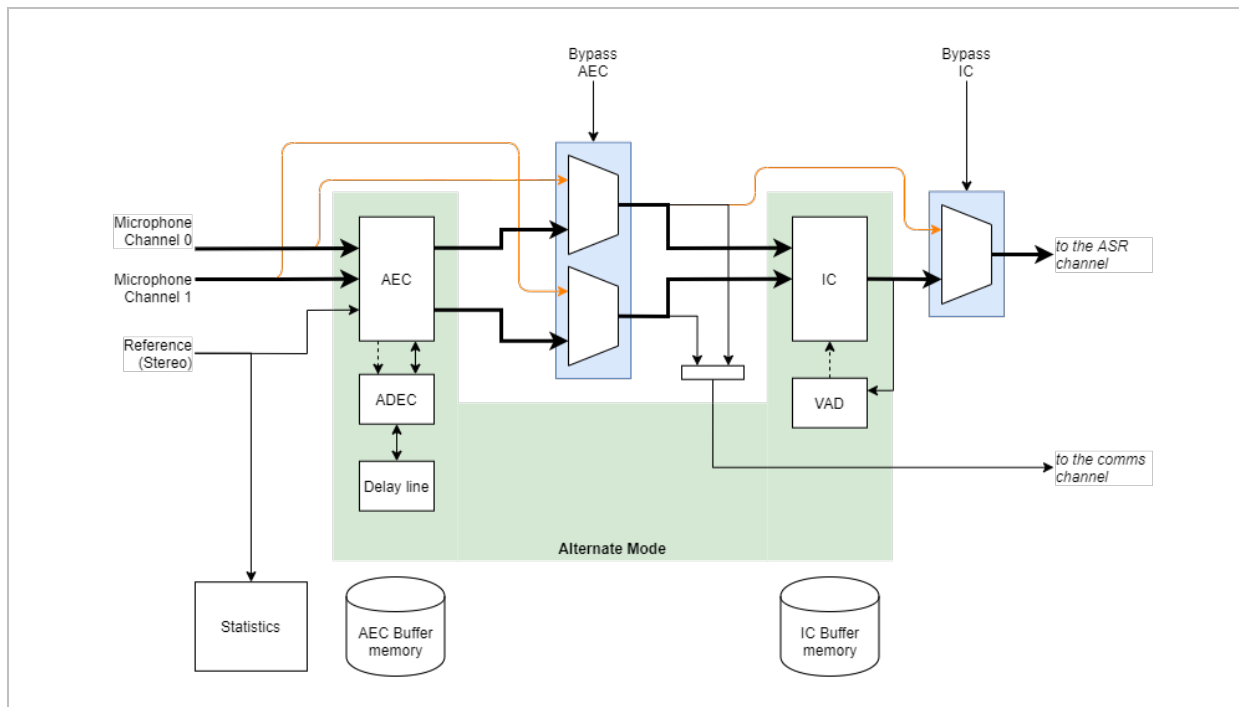 Bypass
AEC
Bypass
IC
Microphone
Channel 0
Microphone
Channel 1
Reference
(Stereo)
AEC
ADEC
Delay line
IC
VAD
to the ASR
channel
to the comms
channel
Alternate Mode
Statistics
AEC Buffer
memory
IC Buffer
memory